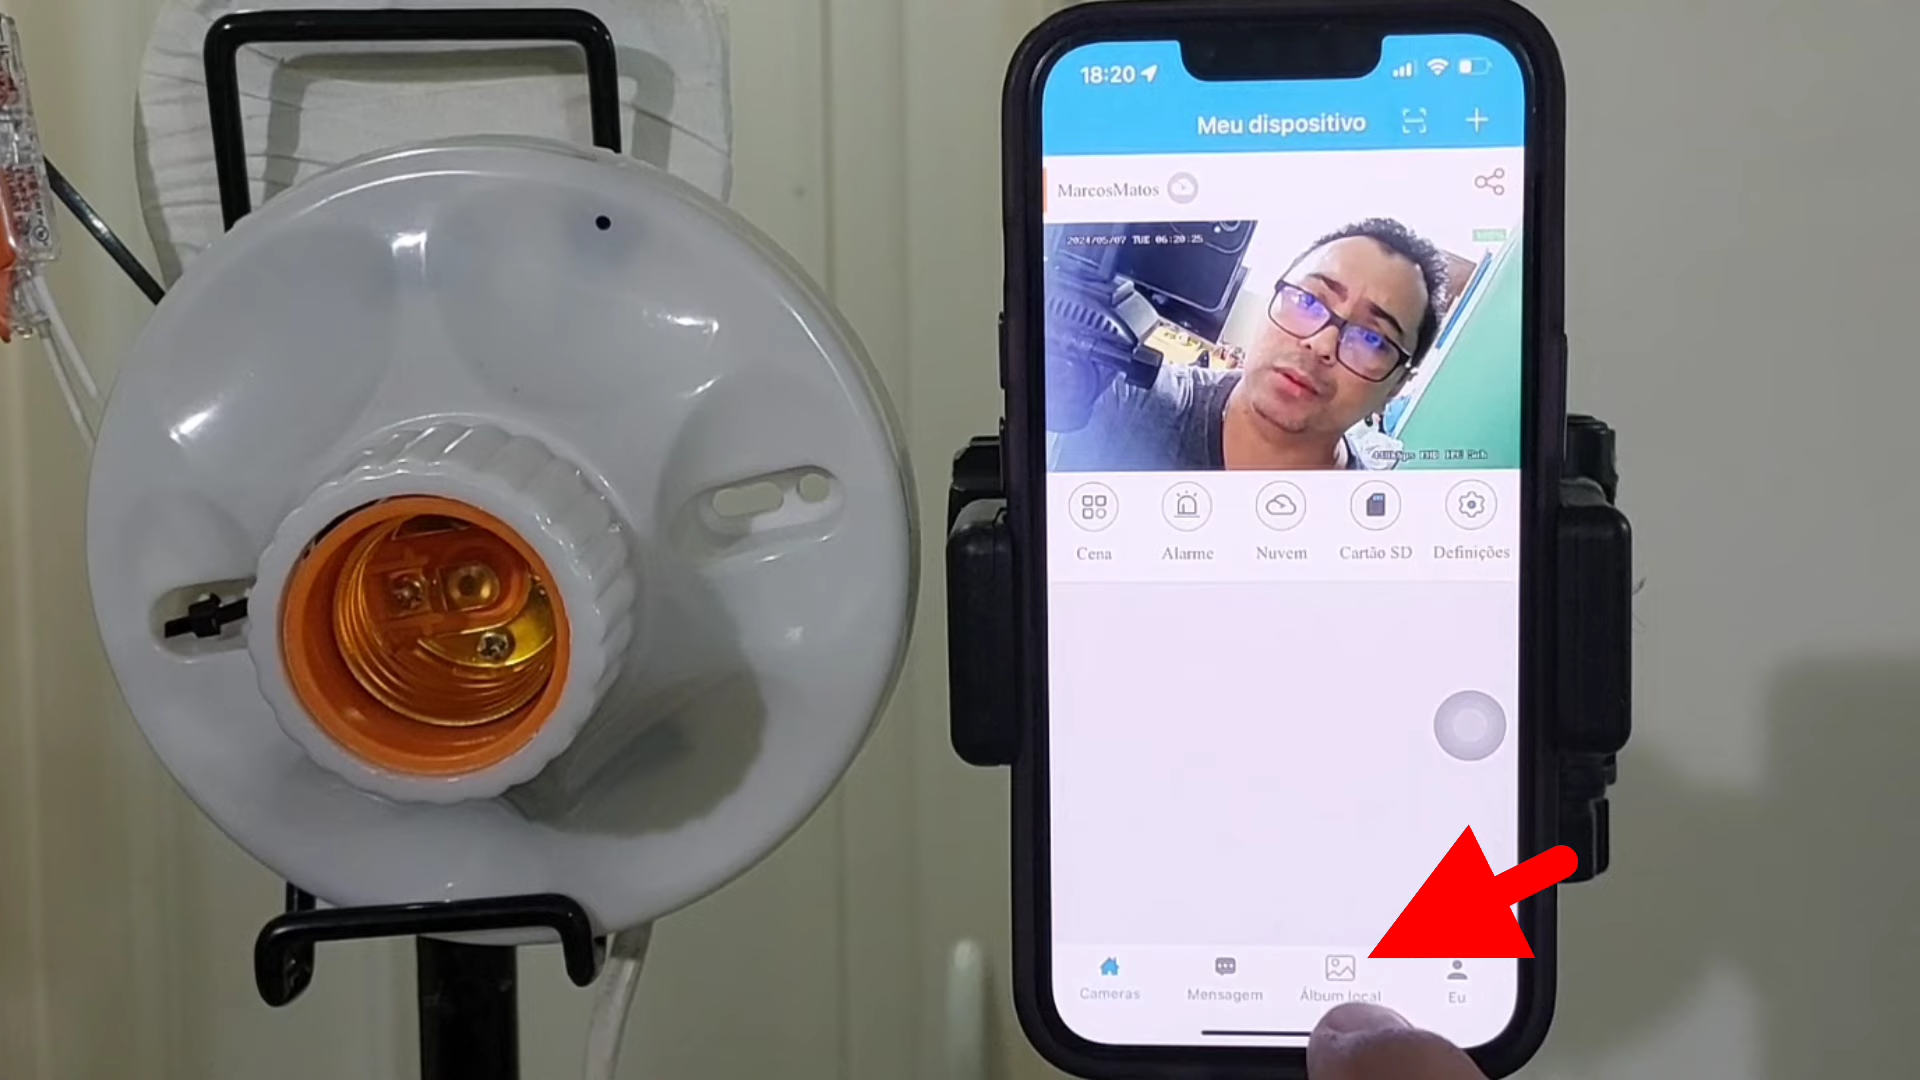 18:20
Meu dispositivo
MarcosMatos
2024/05/07 TUE 06:20:25
100%
Cena
Alarme
Nuvem
Cartão SD
Definições
Cameras
Mensagem
Álbum local
Eu